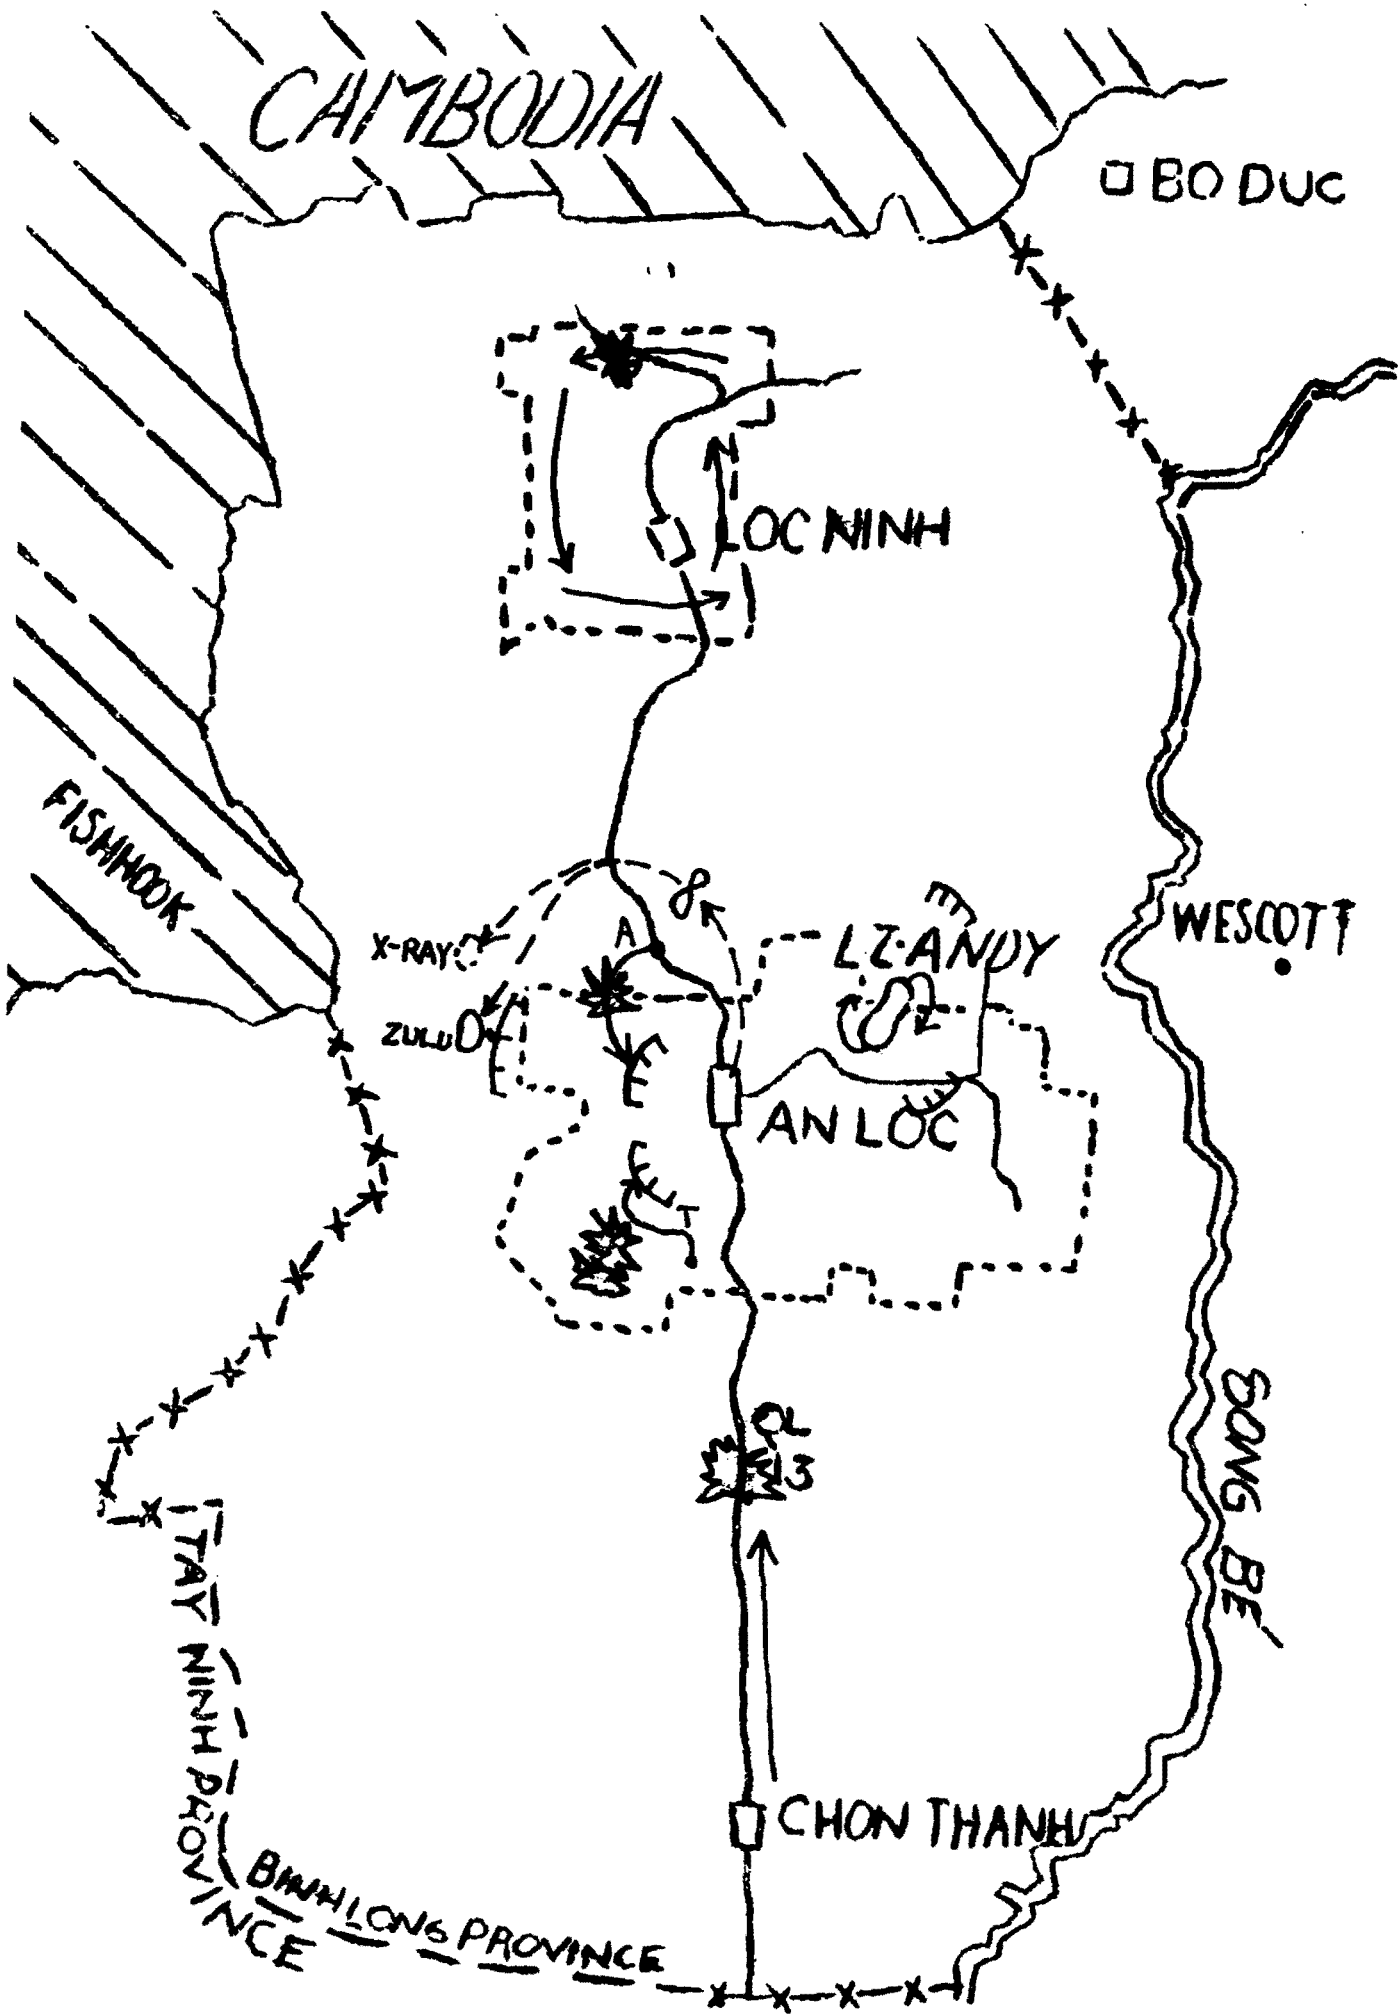 CAMBODIA
BO DUC
LOC NINH
FISHHOOK
WESCOTT
X-RAY
A
LZ·ANDY
ZULU
AN LOC
T
QL
13
SONG BE
TAY NINH PROVINCE
CHON THANH
BINH LONG PROVINCE